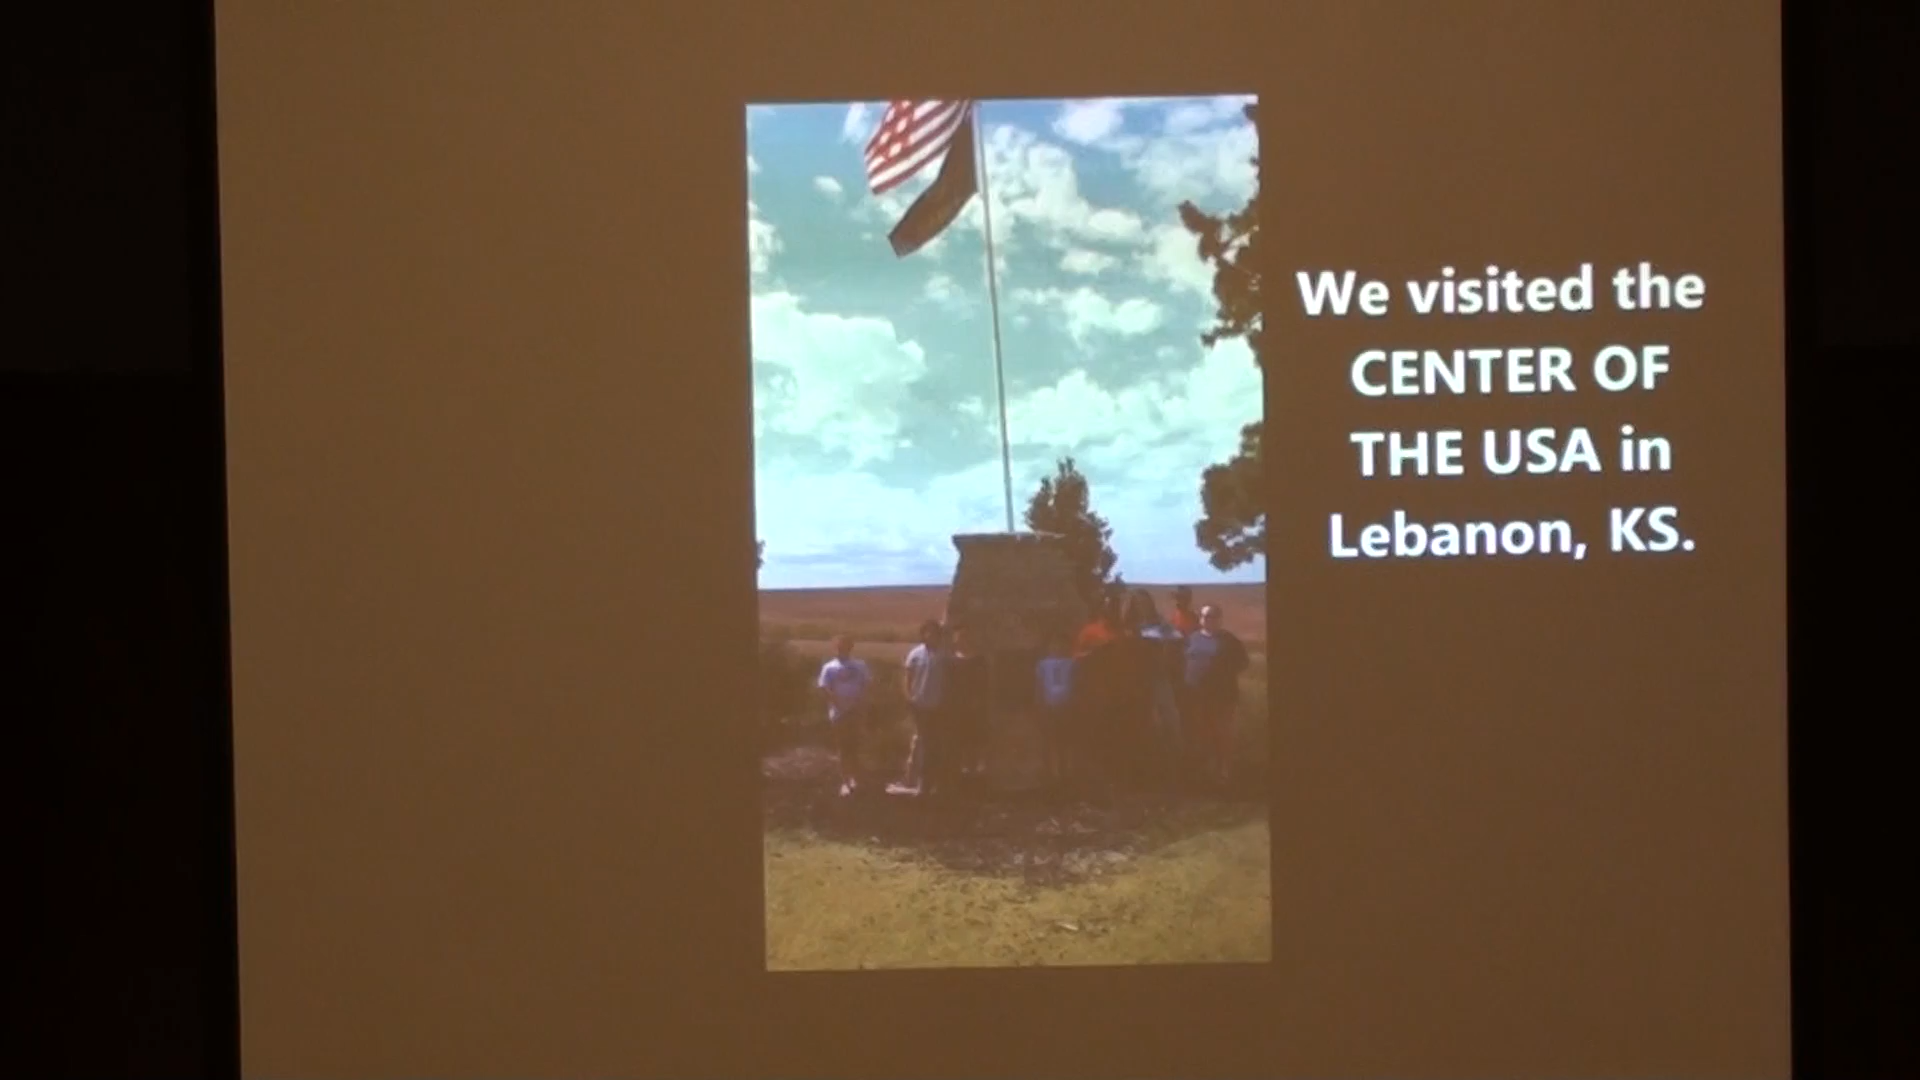 We visited the
CENTER OF
THE USA in
Lebanon, KS.